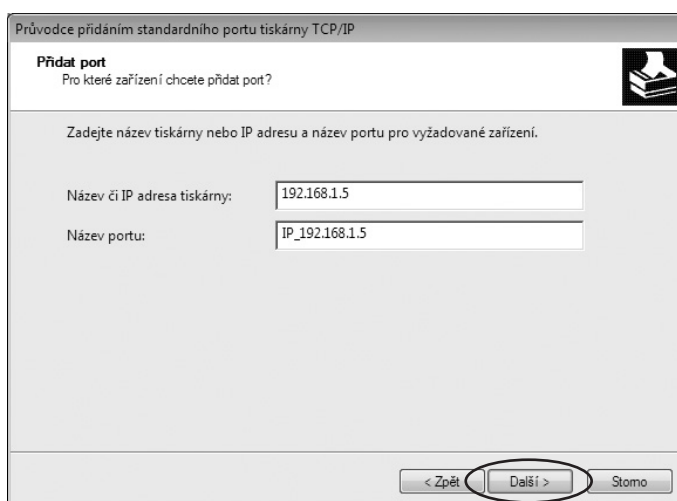 Průvodce přidáním standardního portu tiskárny TCP/IP
Přidat port
Pro které zařízení chcete přidat port?
Zadejte název tiskárny nebo IP adresu a název portu pro vyžadované zařízení.
Název či IP adresa tiskárny: 192.168.1.5
Název portu: IP_192.168.1.5
< Zpět Další > Storno